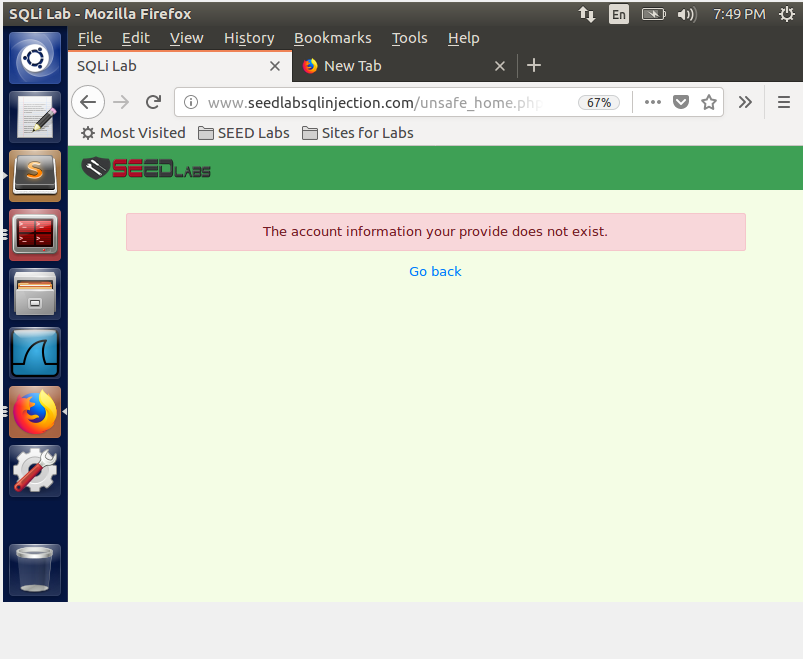 SQLi Lab - Mozilla Firefox En 7:49 PM
File Edit View History Bookmarks Tools Help
SQLi Lab New Tab
www.seedlabsqlinjection.com/unsafe_home.php 67%
Most Visited SEED Labs Sites for Labs
SEEDLABS
The account information your provide does not exist.
Go back